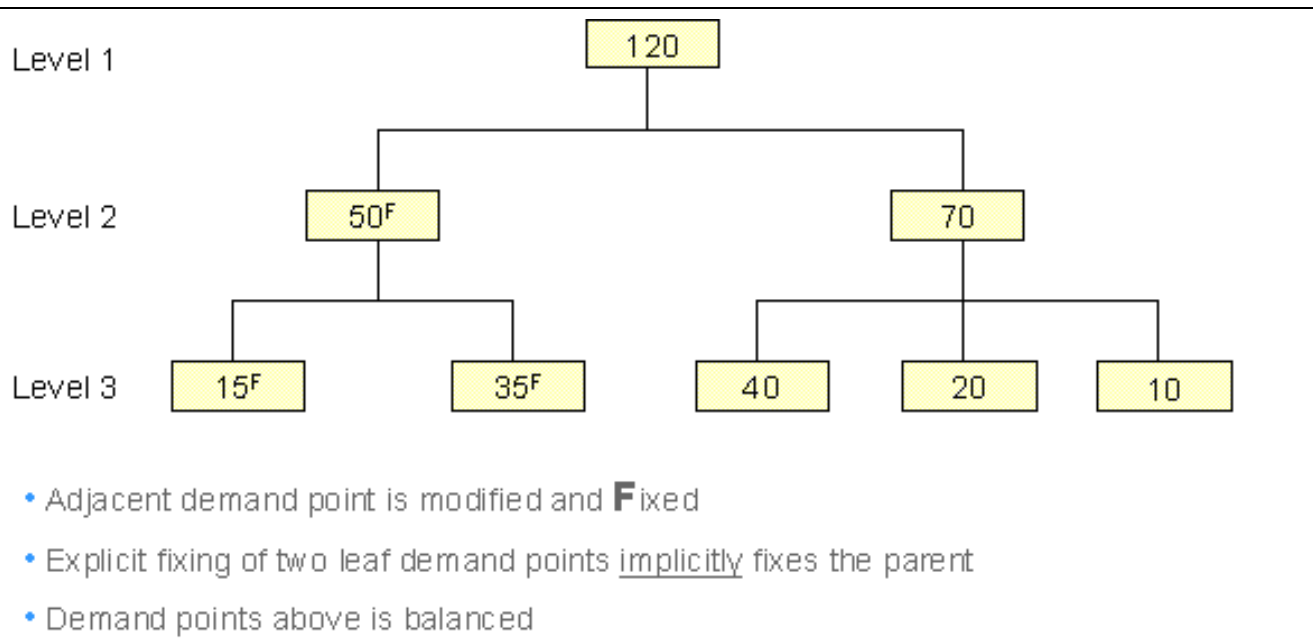 Level 1 120
Level 2 50F 70
Level 3 15F 35F 40 20 10
• Adjacent demand point is modified and Fixed
• Explicit fixing of two leaf demand points implicitly fixes the parent
• Demand points above is balanced